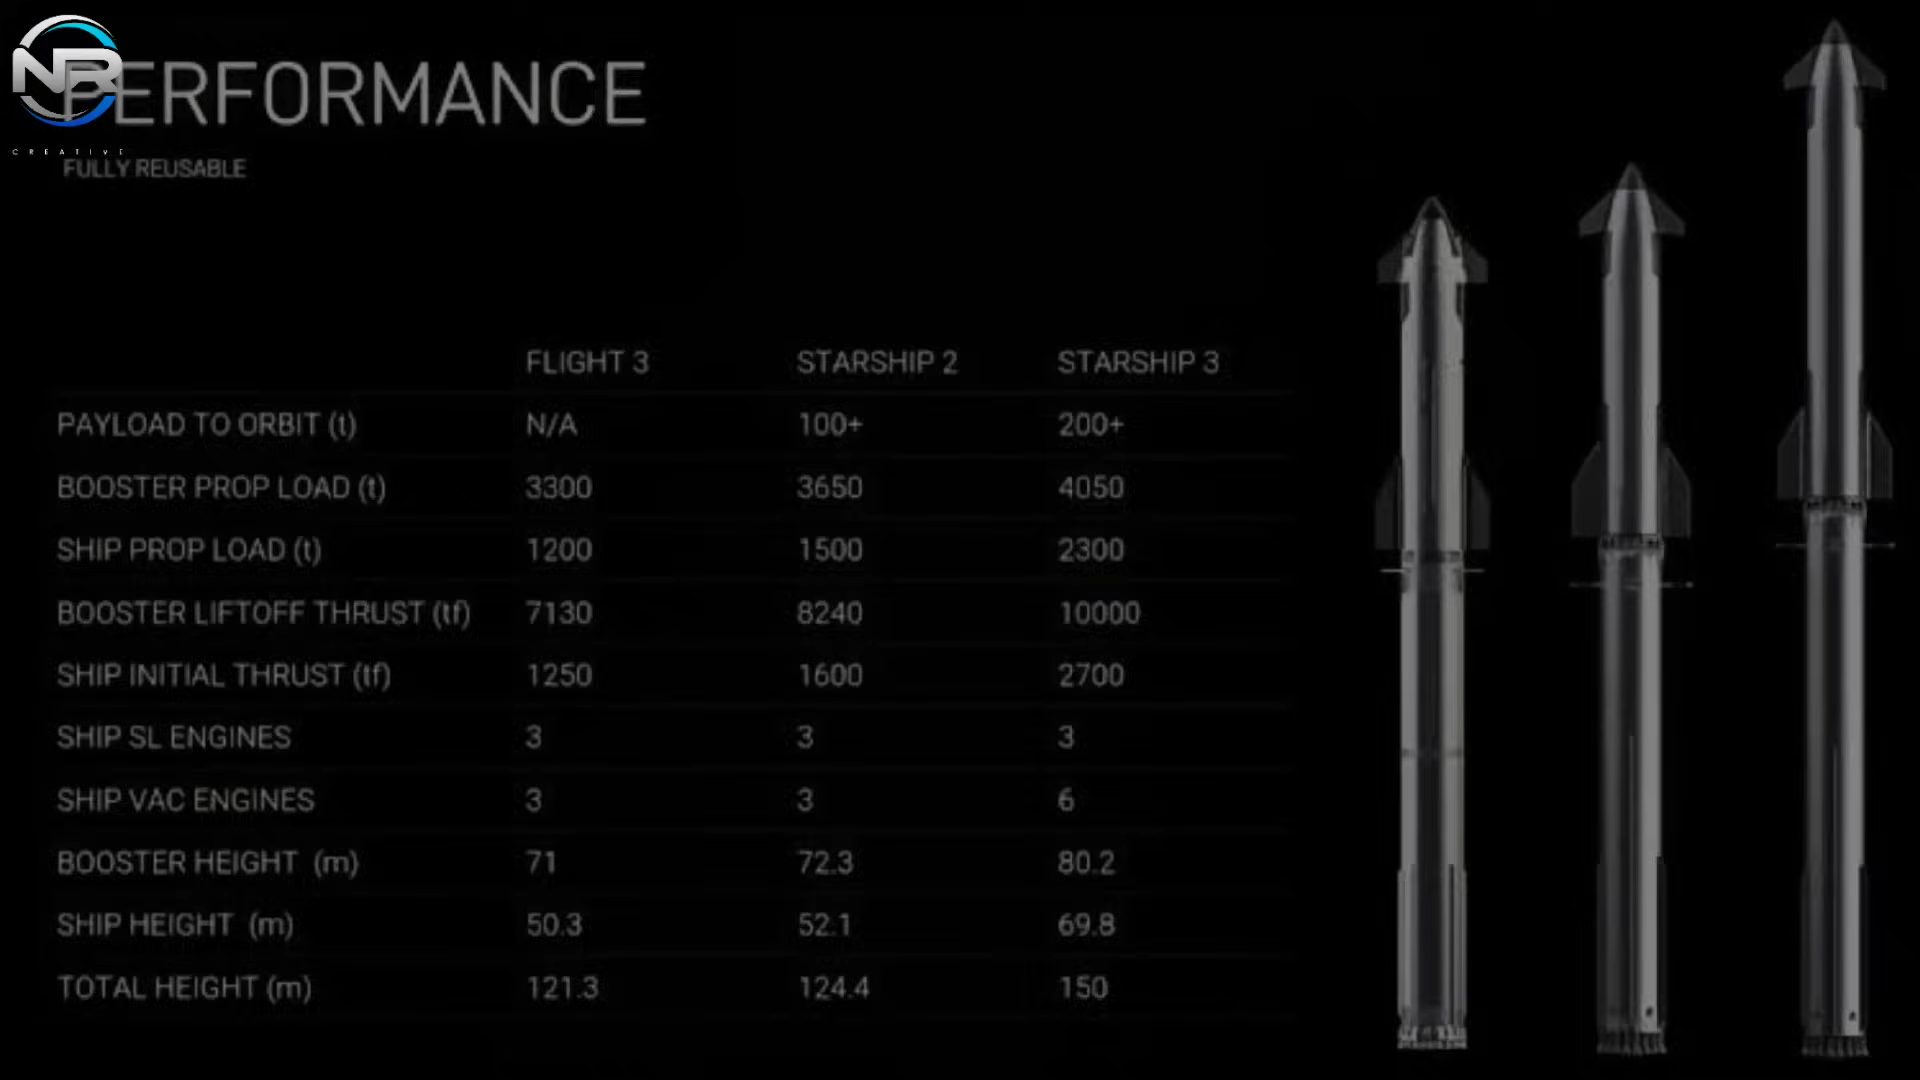 NR
CREATIVE
PERFORMANCE
FULLY REUSABLE
FLIGHT 3 STARSHIP 2 STARSHIP 3
PAYLOAD TO ORBIT (t) N/A 100+ 200+
BOOSTER PROP LOAD (t) 3300 3650 4050
SHIP PROP LOAD (t) 1200 1500 2300
BOOSTER LIFTOFF THRUST (tf) 7130 8240 10000
SHIP INITIAL THRUST (tf) 1250 1600 2700
SHIP SL ENGINES 3 3 3
SHIP VAC ENGINES 3 3 6
BOOSTER HEIGHT (m) 71 72.3 80.2
SHIP HEIGHT (m) 50.3 52.1 69.8
TOTAL HEIGHT (m) 121.3 124.4 150